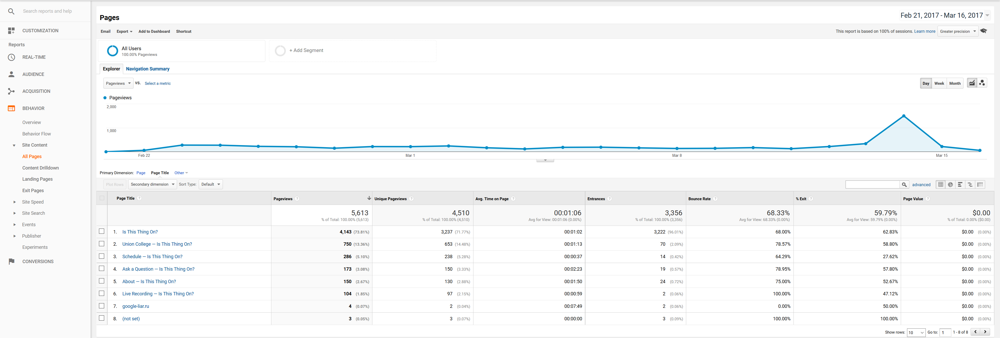 Search reports and help
CUSTOMIZATION
Reports
REAL-TIME
AUDIENCE
ACQUISITION
BEHAVIOR
Overview
Behavior Flow
Site Content
All Pages
Content Drilldown
Landing Pages
Exit Pages
Site Speed
Site Search
Events
Publisher
Experiments
CONVERSIONS
Pages
Feb 21, 2017 - Mar 16, 2017
Email Export Add to Dashboard Shortcut
This report is based on 100% of sessions. Learn more Greater precision
All Users
100.00% Pageviews
+ Add Segment
Explorer Navigation Summary
Pageviews VS. Select a metric
Day Week Month
Pageviews
2,000
1,000
Feb 22 Mar 1 Mar 8 Mar 15
Primary Dimension: Page Page Title Other
Plot Rows Secondary dimension Sort Type: Default
advanced
Page Title ? Pageviews ? Unique Pageviews ? Avg. Time on Page ? Entrances ? Bounce Rate ? % Exit ? Page Value ?
5,613 4,510 00:01:06 3,356 68.33% 59.79% $0.00
% of Total: 100.00% (5,613) % of Total: 100.00% (4,510) Avg for View: 00:01:06 (0.00%) % of Total: 100.00% (3,356) Avg for View: 68.33% (0.00%) Avg for View: 59.79% (0.00%) % of Total: 0.00% ($0.00)
1. Is This Thing On? 4,143 (73.81%) 3,237 (71.77%) 00:01:02 3,222 (96.01%) 68.00% 62.83% $0.00 (0.00%)
2. Union College — Is This Thing On? 750 (13.36%) 653 (14.48%) 00:01:13 70 (2.09%) 78.57% 58.80% $0.00 (0.00%)
3. Schedule — Is This Thing On? 286 (5.10%) 238 (5.28%) 00:00:37 14 (0.42%) 64.29% 27.62% $0.00 (0.00%)
4. Ask a Question — Is This Thing On? 173 (3.08%) 150 (3.33%) 00:02:23 19 (0.57%) 78.95% 57.80% $0.00 (0.00%)
5. About — Is This Thing On? 150 (2.67%) 130 (2.88%) 00:01:50 24 (0.72%) 75.00% 52.67% $0.00 (0.00%)
6. Live Recording — Is This Thing On? 104 (1.85%) 97 (2.15%) 00:00:59 2 (0.06%) 100.00% 47.12% $0.00 (0.00%)
7. google-liar.ru 4 (0.07%) 2 (0.04%) 00:07:49 2 (0.06%) 0.00% 50.00% $0.00 (0.00%)
8. (not set) 3 (0.05%) 3 (0.07%) 00:00:00 3 (0.09%) 100.00% 100.00% $0.00 (0.00%)
Show rows: 10 Go to: 1 1 - 8 of 8